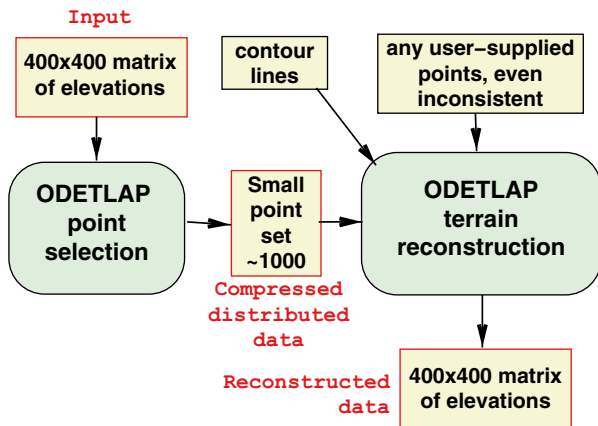 Input
400x400 matrix
of elevations
contour
lines
any user−supplied
points, even
inconsistent
ODETLAP
point
selection
Small
point
set
~1000
ODETLAP
terrain
reconstruction
Compressed
distributed
data
Reconstructed
data
400x400 matrix
of elevations